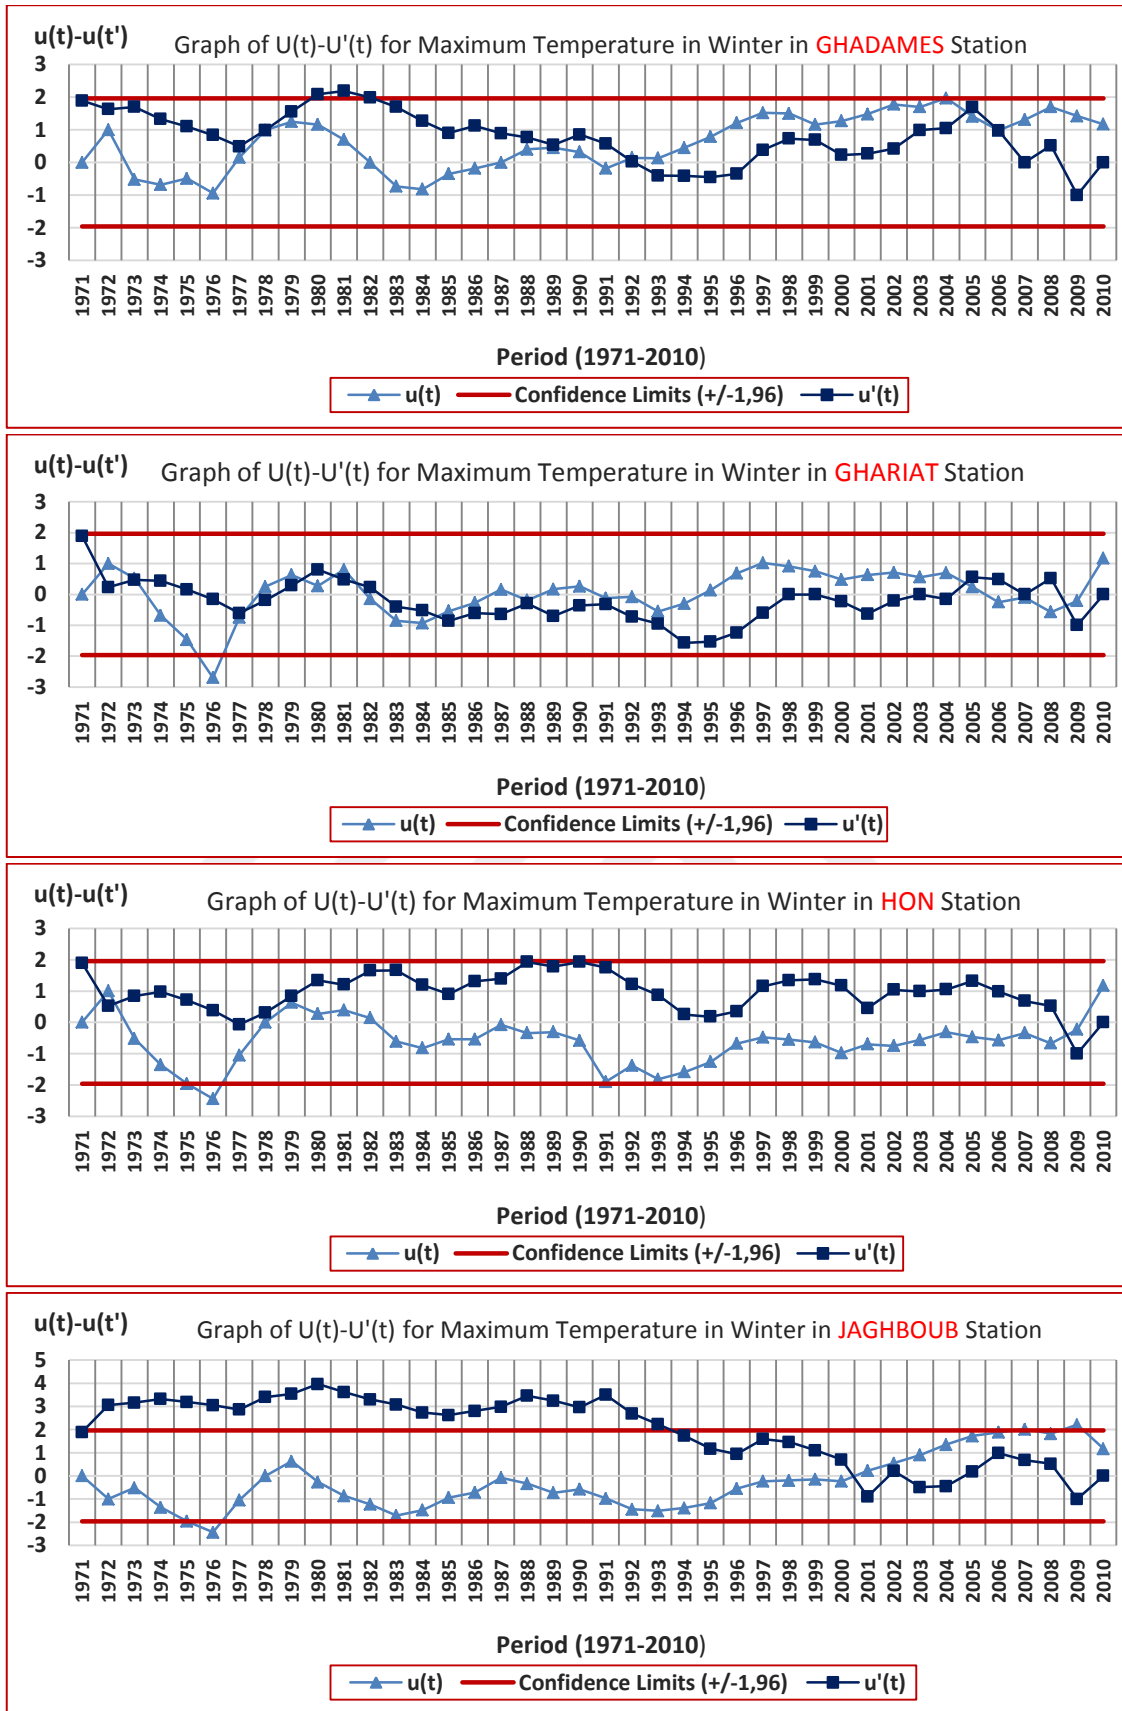 u(t)-u(t')
Graph of U(t)-U'(t) for Maximum Temperature in Winter in GHADAMES Station
3
2
1
0
-1
-2
-3
1971 1972 1973 1974 1975 1976 1977 1978 1979 1980 1981 1982 1983 1984 1985 1986 1987 1988 1989 1990 1991 1992 1993 1994 1995 1996 1997 1998 1999 2000 2001 2002 2003 2004 2005 2006 2007 2008 2009 2010
Period (1971-2010)
u(t) Confidence Limits (+/-1,96) u'(t)
u(t)-u(t')
Graph of U(t)-U'(t) for Maximum Temperature in Winter in GHARIAT Station
3
2
1
0
-1
-2
-3
1971 1972 1973 1974 1975 1976 1977 1978 1979 1980 1981 1982 1983 1984 1985 1986 1987 1988 1989 1990 1991 1992 1993 1994 1995 1996 1997 1998 1999 2000 2001 2002 2003 2004 2005 2006 2007 2008 2009 2010
Period (1971-2010)
u(t) Confidence Limits (+/-1,96) u'(t)
u(t)-u(t')
Graph of U(t)-U'(t) for Maximum Temperature in Winter in HON Station
3
2
1
0
-1
-2
-3
1971 1972 1973 1974 1975 1976 1977 1978 1979 1980 1981 1982 1983 1984 1985 1986 1987 1988 1989 1990 1991 1992 1993 1994 1995 1996 1997 1998 1999 2000 2001 2002 2003 2004 2005 2006 2007 2008 2009 2010
Period (1971-2010)
u(t) Confidence Limits (+/-1,96) u'(t)
u(t)-u(t')
Graph of U(t)-U'(t) for Maximum Temperature in Winter in JAGHBOUB Station
5
4
3
2
1
0
-1
-2
-3
1971 1972 1973 1974 1975 1976 1977 1978 1979 1980 1981 1982 1983 1984 1985 1986 1987 1988 1989 1990 1991 1992 1993 1994 1995 1996 1997 1998 1999 2000 2001 2002 2003 2004 2005 2006 2007 2008 2009 2010
Period (1971-2010)
u(t) Confidence Limits (+/-1,96) u'(t)